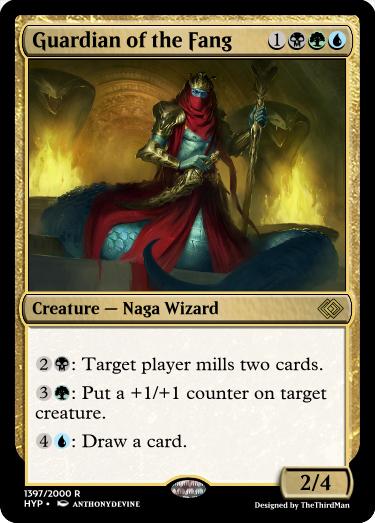 Guardian of the Fang 1
Creature — Naga Wizard
2 : Target player mills two cards.
3 : Put a +1/+1 counter on target
creature.
4 : Draw a card.
2/4
1397/2000 R
HYP • ANTHONYDEVINE
Designed by TheThirdMan